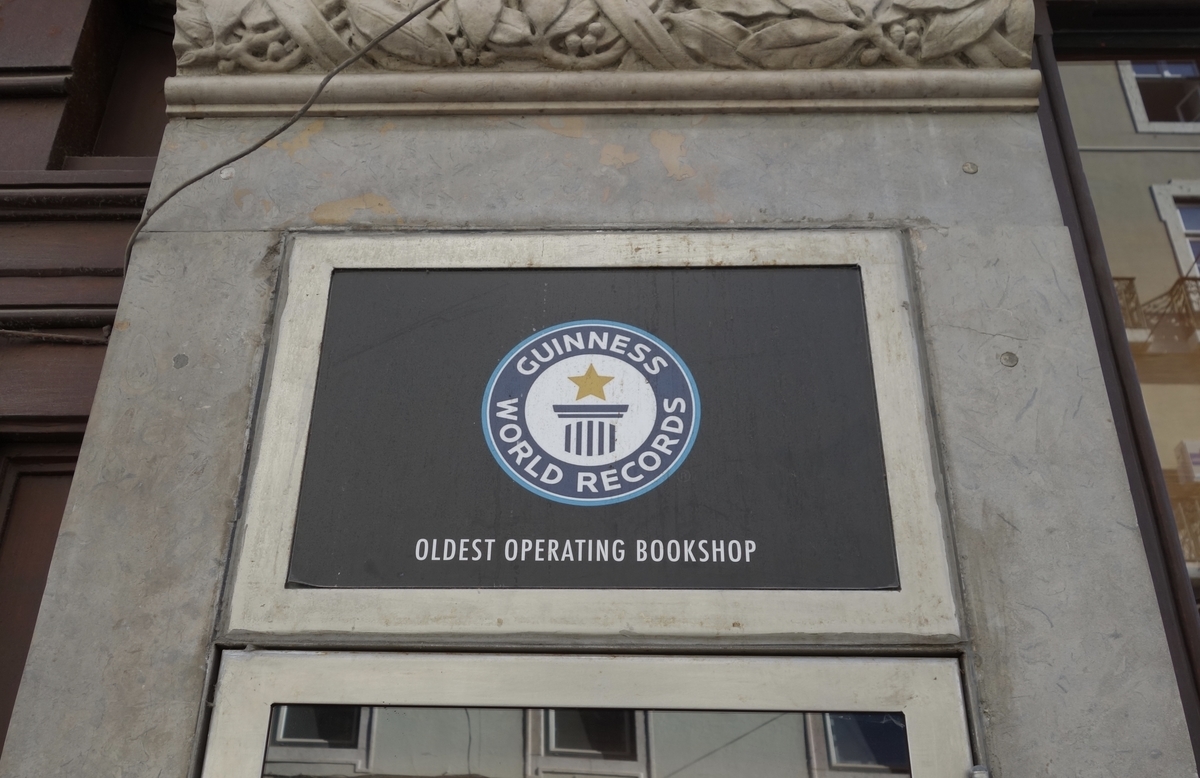 GUINNESS
WORLD RECORDS
OLDEST OPERATING BOOKSHOP